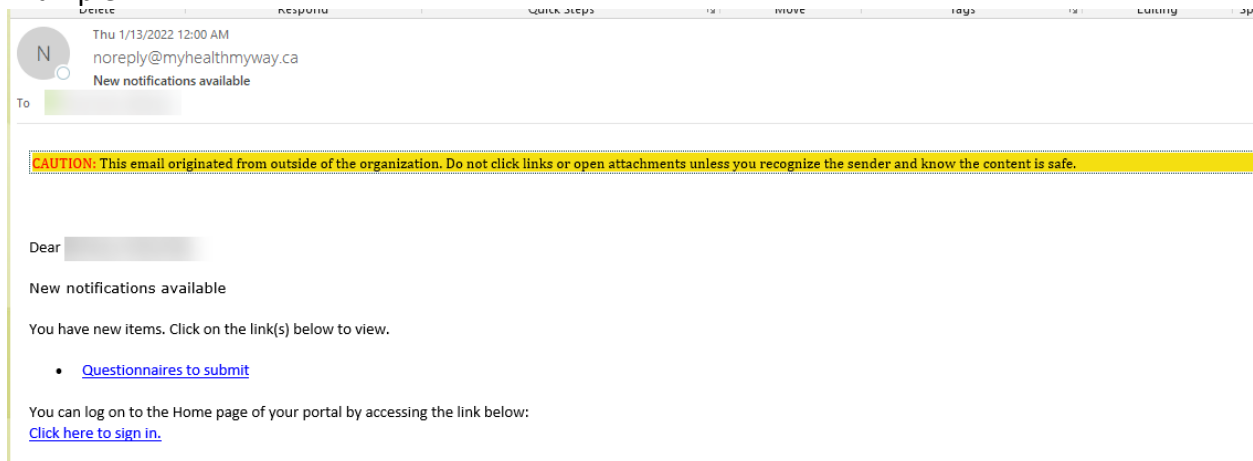 Delete Respond Quick Steps Move Tags Editing
Thu 1/13/2022 12:00 AM
N
noreply@myhealthmyway.ca
New notifications available
To
CAUTION: This email originated from outside of the organization. Do not click links or open attachments unless you recognize the sender and know the content is safe.
Dear
New notifications available
You have new items. Click on the link(s) below to view.
• Questionnaires to submit
You can log on to the Home page of your portal by accessing the link below:
Click here to sign in.